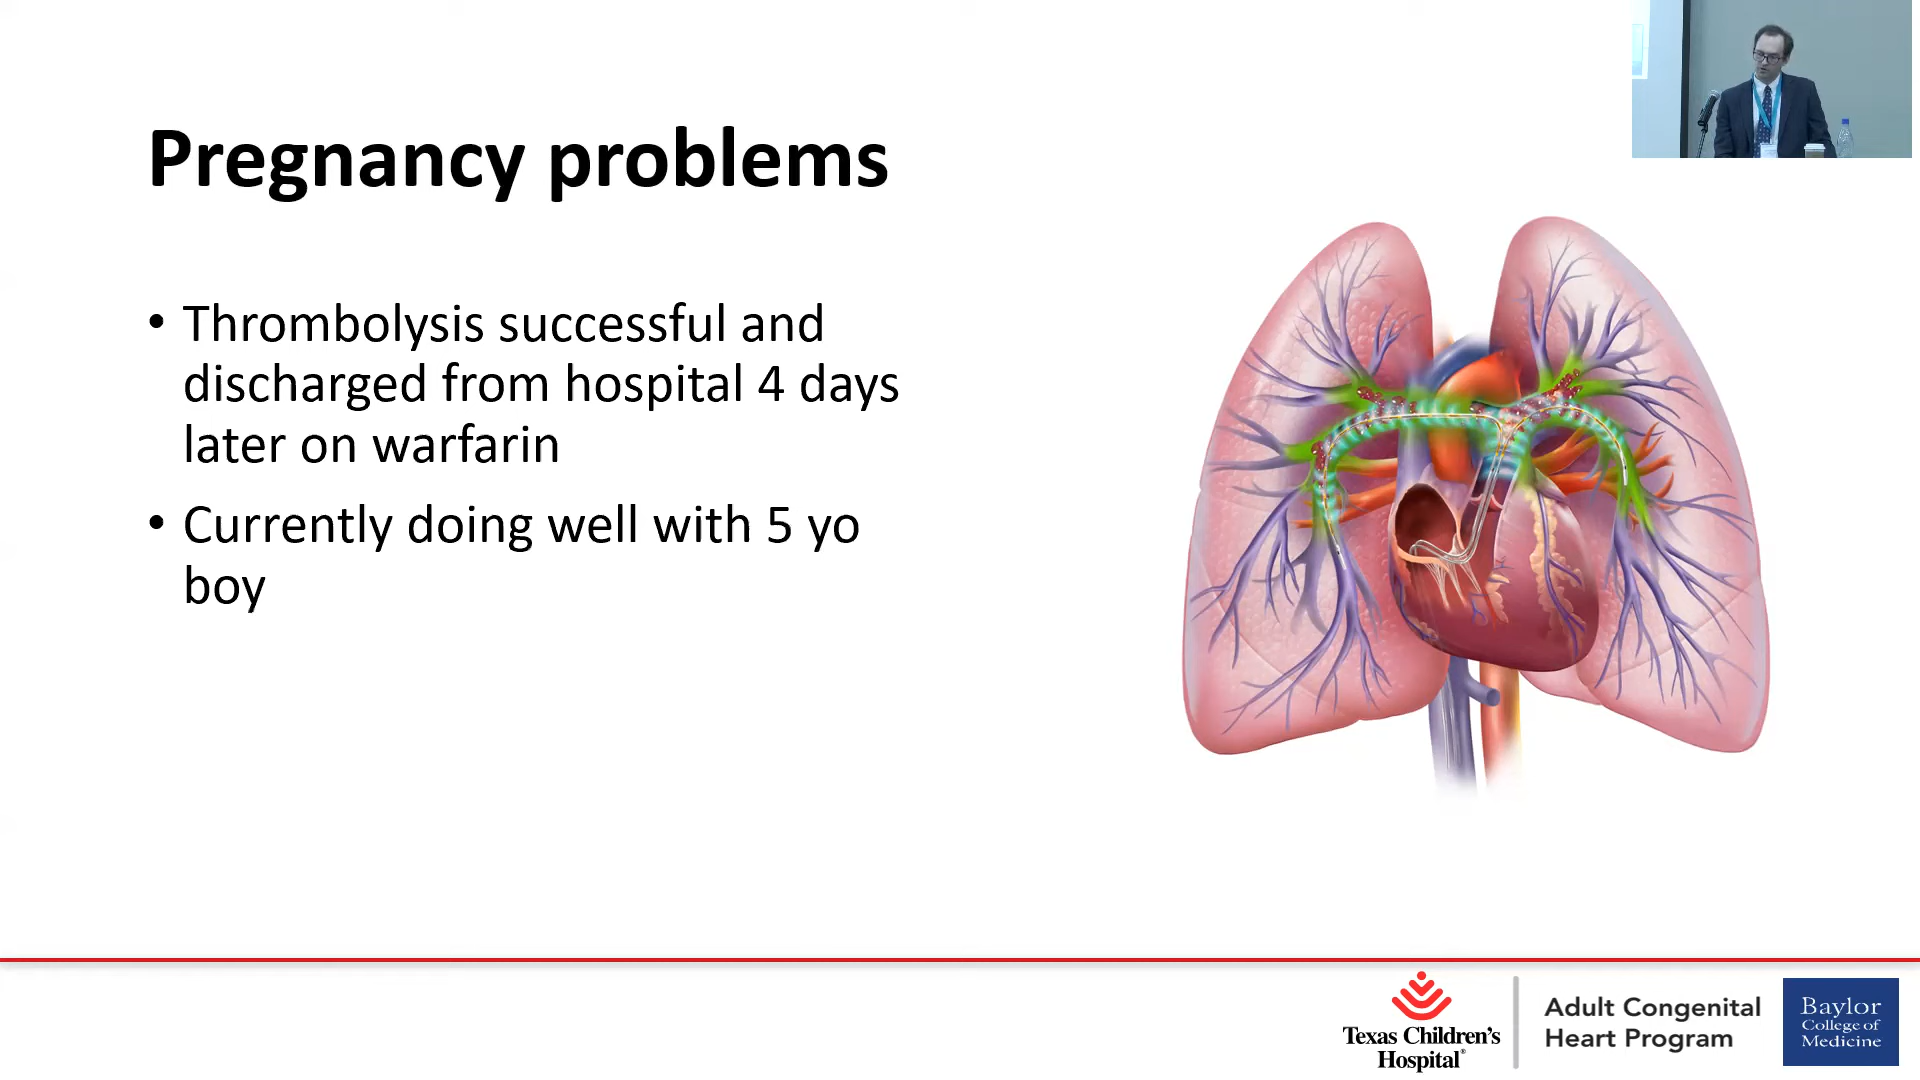 Pregnancy problems
• Thrombolysis successful and
discharged from hospital 4 days
later on warfarin
• Currently doing well with 5 yo
boy
Texas Children's
Hospital®
Adult Congenital
Heart Program
Baylor
College of
Medicine